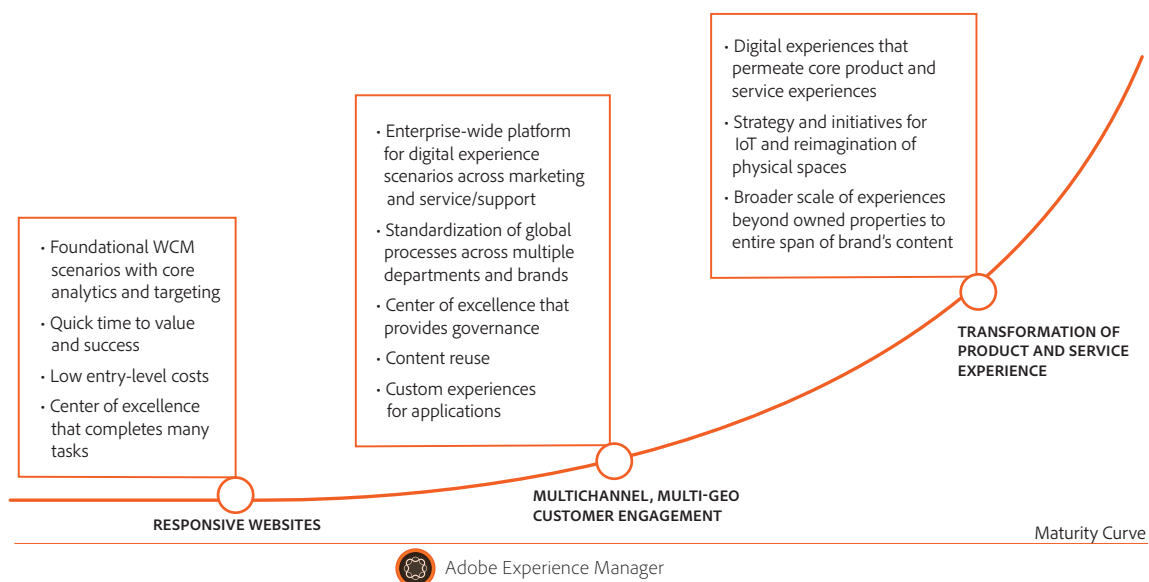 • Foundational WCM
scenarios with core
analytics and targeting
• Quick time to value
and success
• Low entry-level costs
• Center of excellence
that completes many
tasks
RESPONSIVE WEBSITES
• Enterprise-wide platform
for digital experience
scenarios across marketing
and service/support
• Standardization of global
processes across multiple
departments and brands
• Center of excellence that
provides governance
• Content reuse
• Custom experiences
for applications
MULTICHANNEL, MULTI-GEO
CUSTOMER ENGAGEMENT
• Digital experiences that
permeate core product and
service experiences
• Strategy and initiatives for
IoT and reimagination of
physical spaces
• Broader scale of experiences
beyond owned properties to
entire span of brand’s content
TRANSFORMATION OF
PRODUCT AND SERVICE
EXPERIENCE
Maturity Curve
Adobe Experience Manager